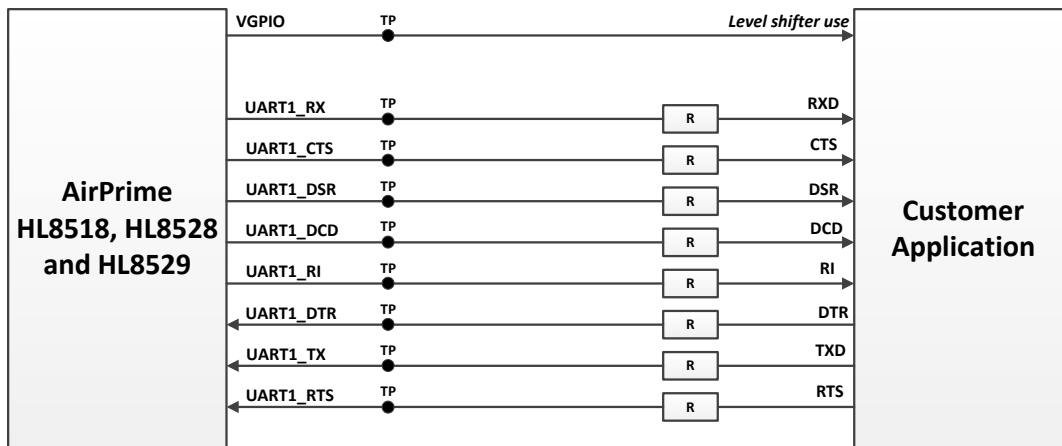 VGPIO TP Level shifter use
UART1_RX TP R RXD
UART1_CTS TP R CTS
UART1_DSR TP R DSR
UART1_DCD TP R DCD
UART1_RI TP R RI
UART1_DTR TP R DTR
UART1_TX TP R TXD
UART1_RTS TP R RTS
AirPrime
HL8518, HL8528
and HL8529
Customer
Application